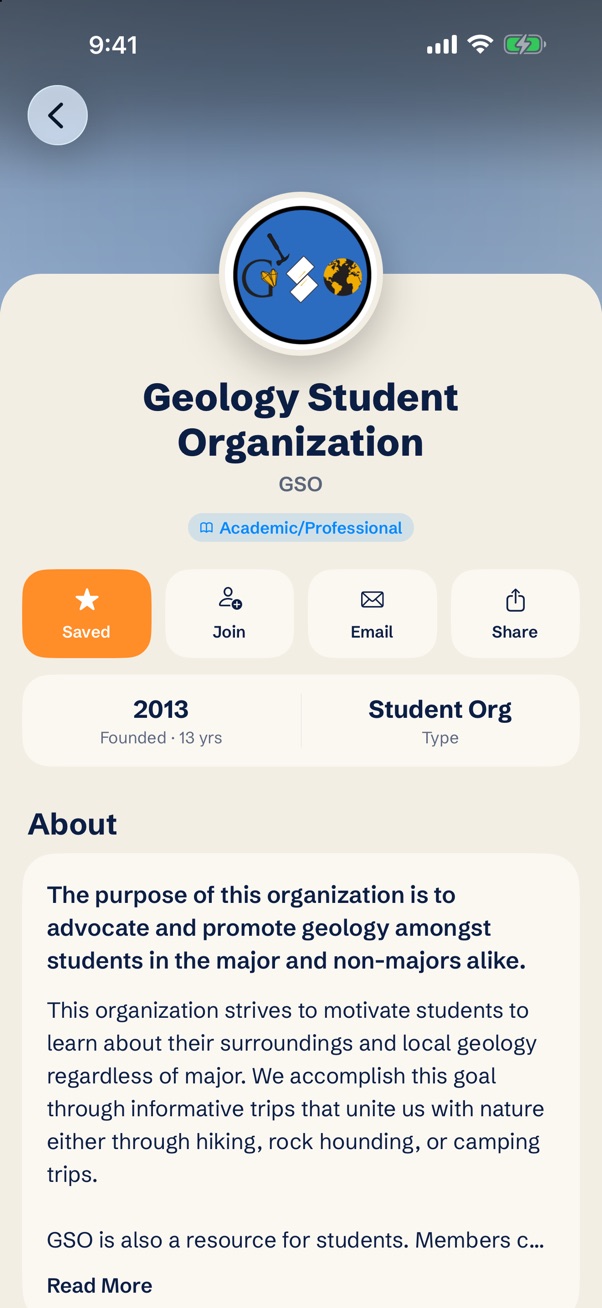 9:41
GSO
Geology Student
Organization
GSO
Academic/Professional
Saved
Join
Email
Share
2013
Founded · 13 yrs
Student Org
Type
About
The purpose of this organization is to
advocate and promote geology amongst
students in the major and non-majors alike.
This organization strives to motivate students to
learn about their surroundings and local geology
regardless of major. We accomplish this goal
through informative trips that unite us with nature
either through hiking, rock hounding, or camping
trips.
GSO is also a resource for students. Members c...
Read More